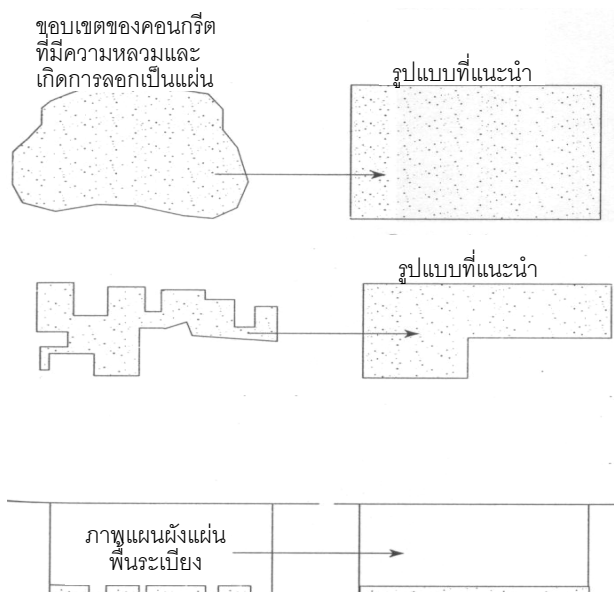 ขอบเขตของคอนกรีต
ที่มีความหลวมและ
เกิดการลอกเป็นแผ่น
รูปแบบที่แนะนำ
รูปแบบที่แนะนำ
ภาพแผนผังแผ่น
พื้นระเบียง